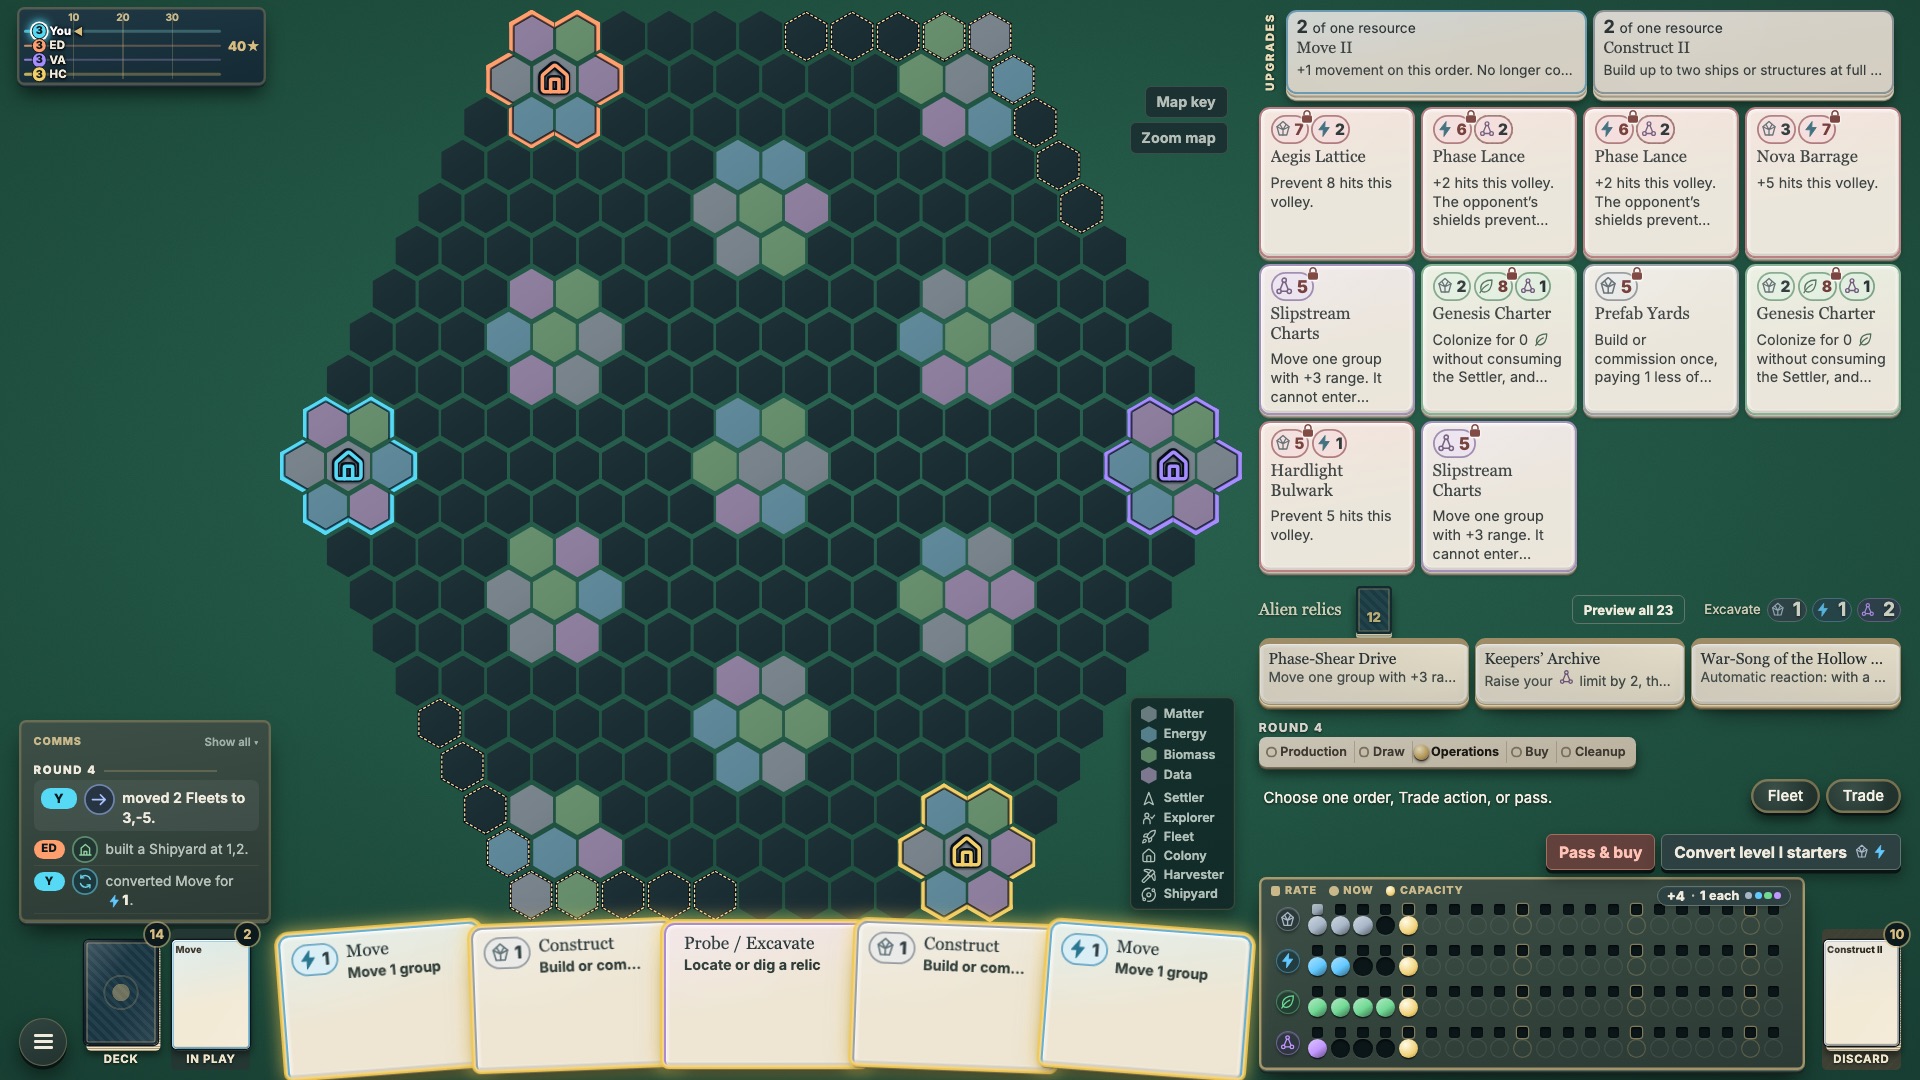 10 20 30
3 You
3 ED
3 VA
3 HC
40★
Map key
Zoom map
UPGRADES
2 of one resource
Move II
+1 movement on this order. No longer co...
2 of one resource
Construct II
Build up to two ships or structures at full ...
7 2
Aegis Lattice
Prevent 8 hits this
volley.
6 2
Phase Lance
+2 hits this volley.
The opponent's
shields prevent...
6 2
Phase Lance
+2 hits this volley.
The opponent's
shields prevent...
3 7
Nova Barrage
+5 hits this volley.
5
Slipstream
Charts
Move one group
with +3 range. It
cannot enter...
2 8 1
Genesis Charter
Colonize for 0
without consuming
the Settler, and...
5
Prefab Yards
Build or
commission once,
paying 1 less of...
2 8 1
Genesis Charter
Colonize for 0
without consuming
the Settler, and...
5 1
Hardlight
Bulwark
Prevent 5 hits this
volley.
5
Slipstream
Charts
Move one group
with +3 range. It
cannot enter...
Alien relics
12
Preview all 23
Excavate 1 1 2
Phase-Shear Drive
Move one group with +3 ra...
Keepers' Archive
Raise your limit by 2, th...
War-Song of the Hollow ...
Automatic reaction: with a ...
ROUND 4
Production Draw Operations Buy Cleanup
Choose one order, Trade action, or pass.
Fleet
Trade
Pass & buy
Convert level I starters
RATE NOW CAPACITY
+4 · 1 each
Matter
Energy
Biomass
Data
Settler
Explorer
Fleet
Colony
Harvester
Shipyard
COMMS
Show all
ROUND 4
Y moved 2 Fleets to
3,-5.
ED built a Shipyard at 1,2.
Y converted Move for
1.
14
DECK
2
Move
IN PLAY
1 Move
Move 1 group
1 Construct
Build or com...
Probe / Excavate
Locate or dig a relic
1 Construct
Build or com...
1 Move
Move 1 group
10
Construct II
DISCARD